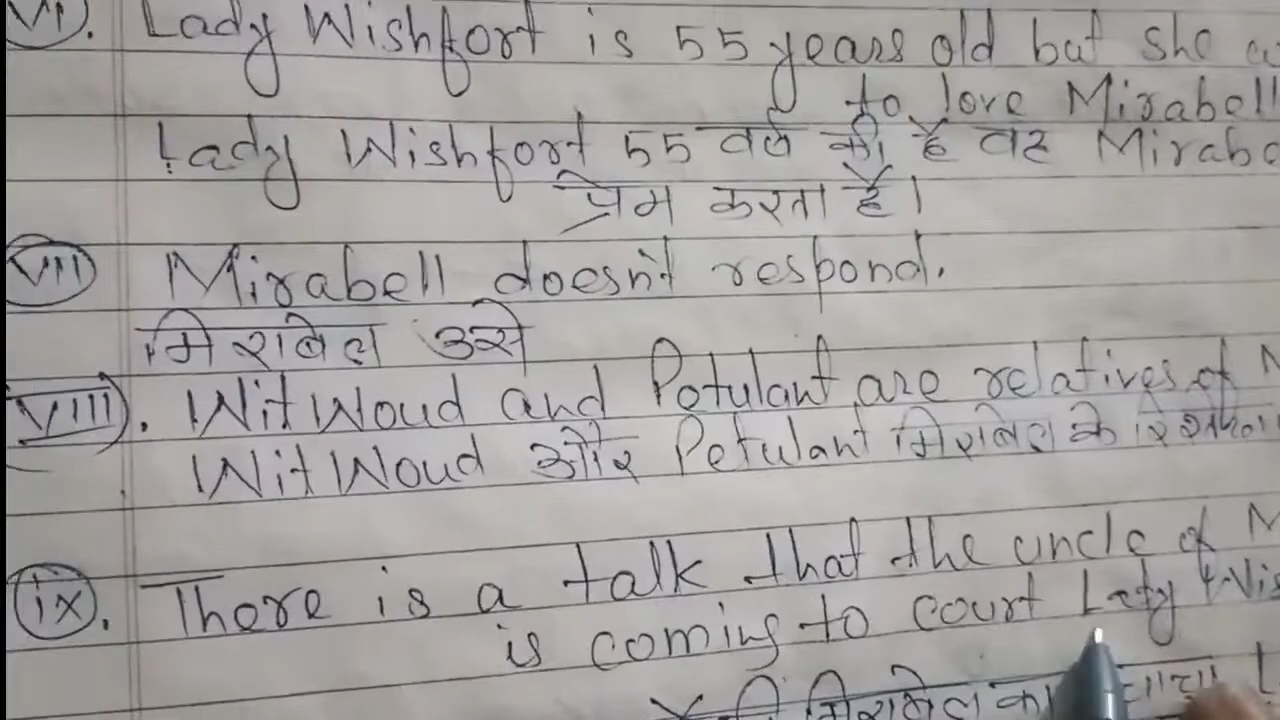 VI. Lady Wishfort is 55 years old but she
to love Mirabell
Lady Wishfort 55 वर्ष की है वह Mirabe
प्रेम करता है।
VII Mirabell doesn't respond.
मिराबेल उसे
VIII. WitWoud and Petulant are relatives of M
WitWoud और Petulant मिराबेल के रिश्तेदा
ix. There is a talk that the uncle of M
is coming to court Lady Wis
की मिराबेल का चाचा L